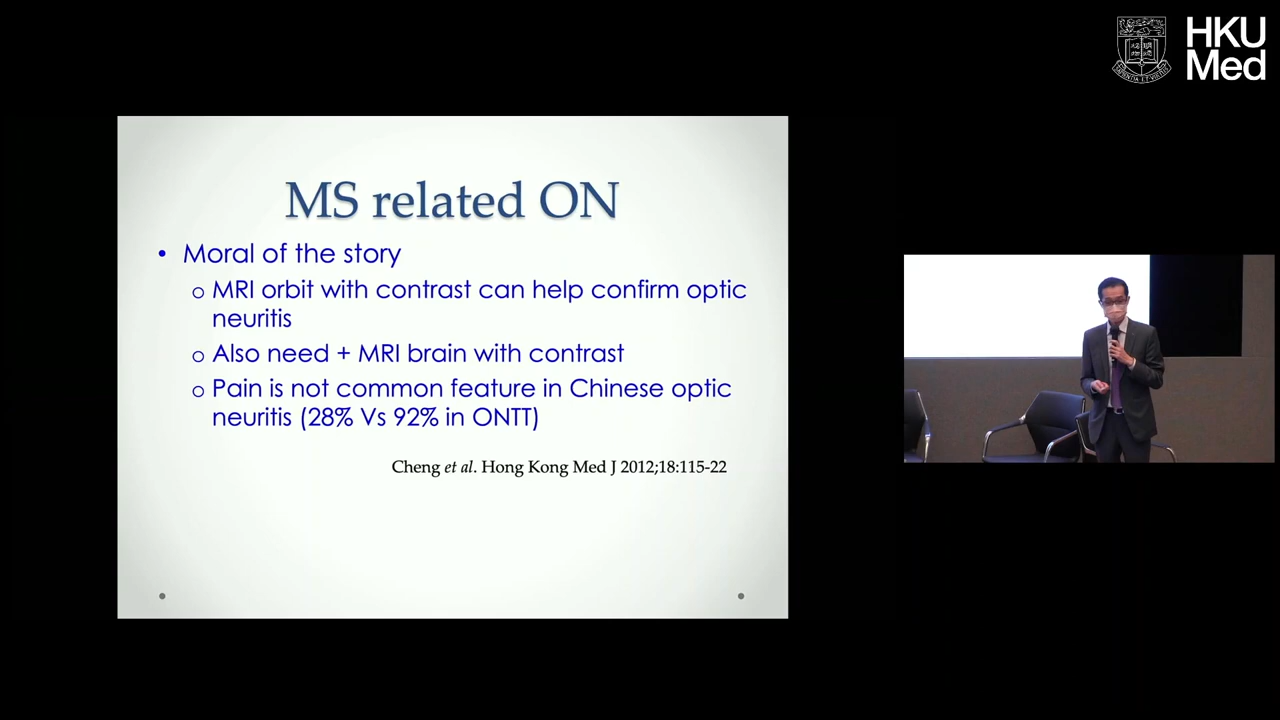 HKU
Med
MS related ON
• Moral of the story
o MRI orbit with contrast can help confirm optic
neuritis
o Also need + MRI brain with contrast
o Pain is not common feature in Chinese optic
neuritis (28% Vs 92% in ONTT)
Cheng et al. Hong Kong Med J 2012;18:115-22